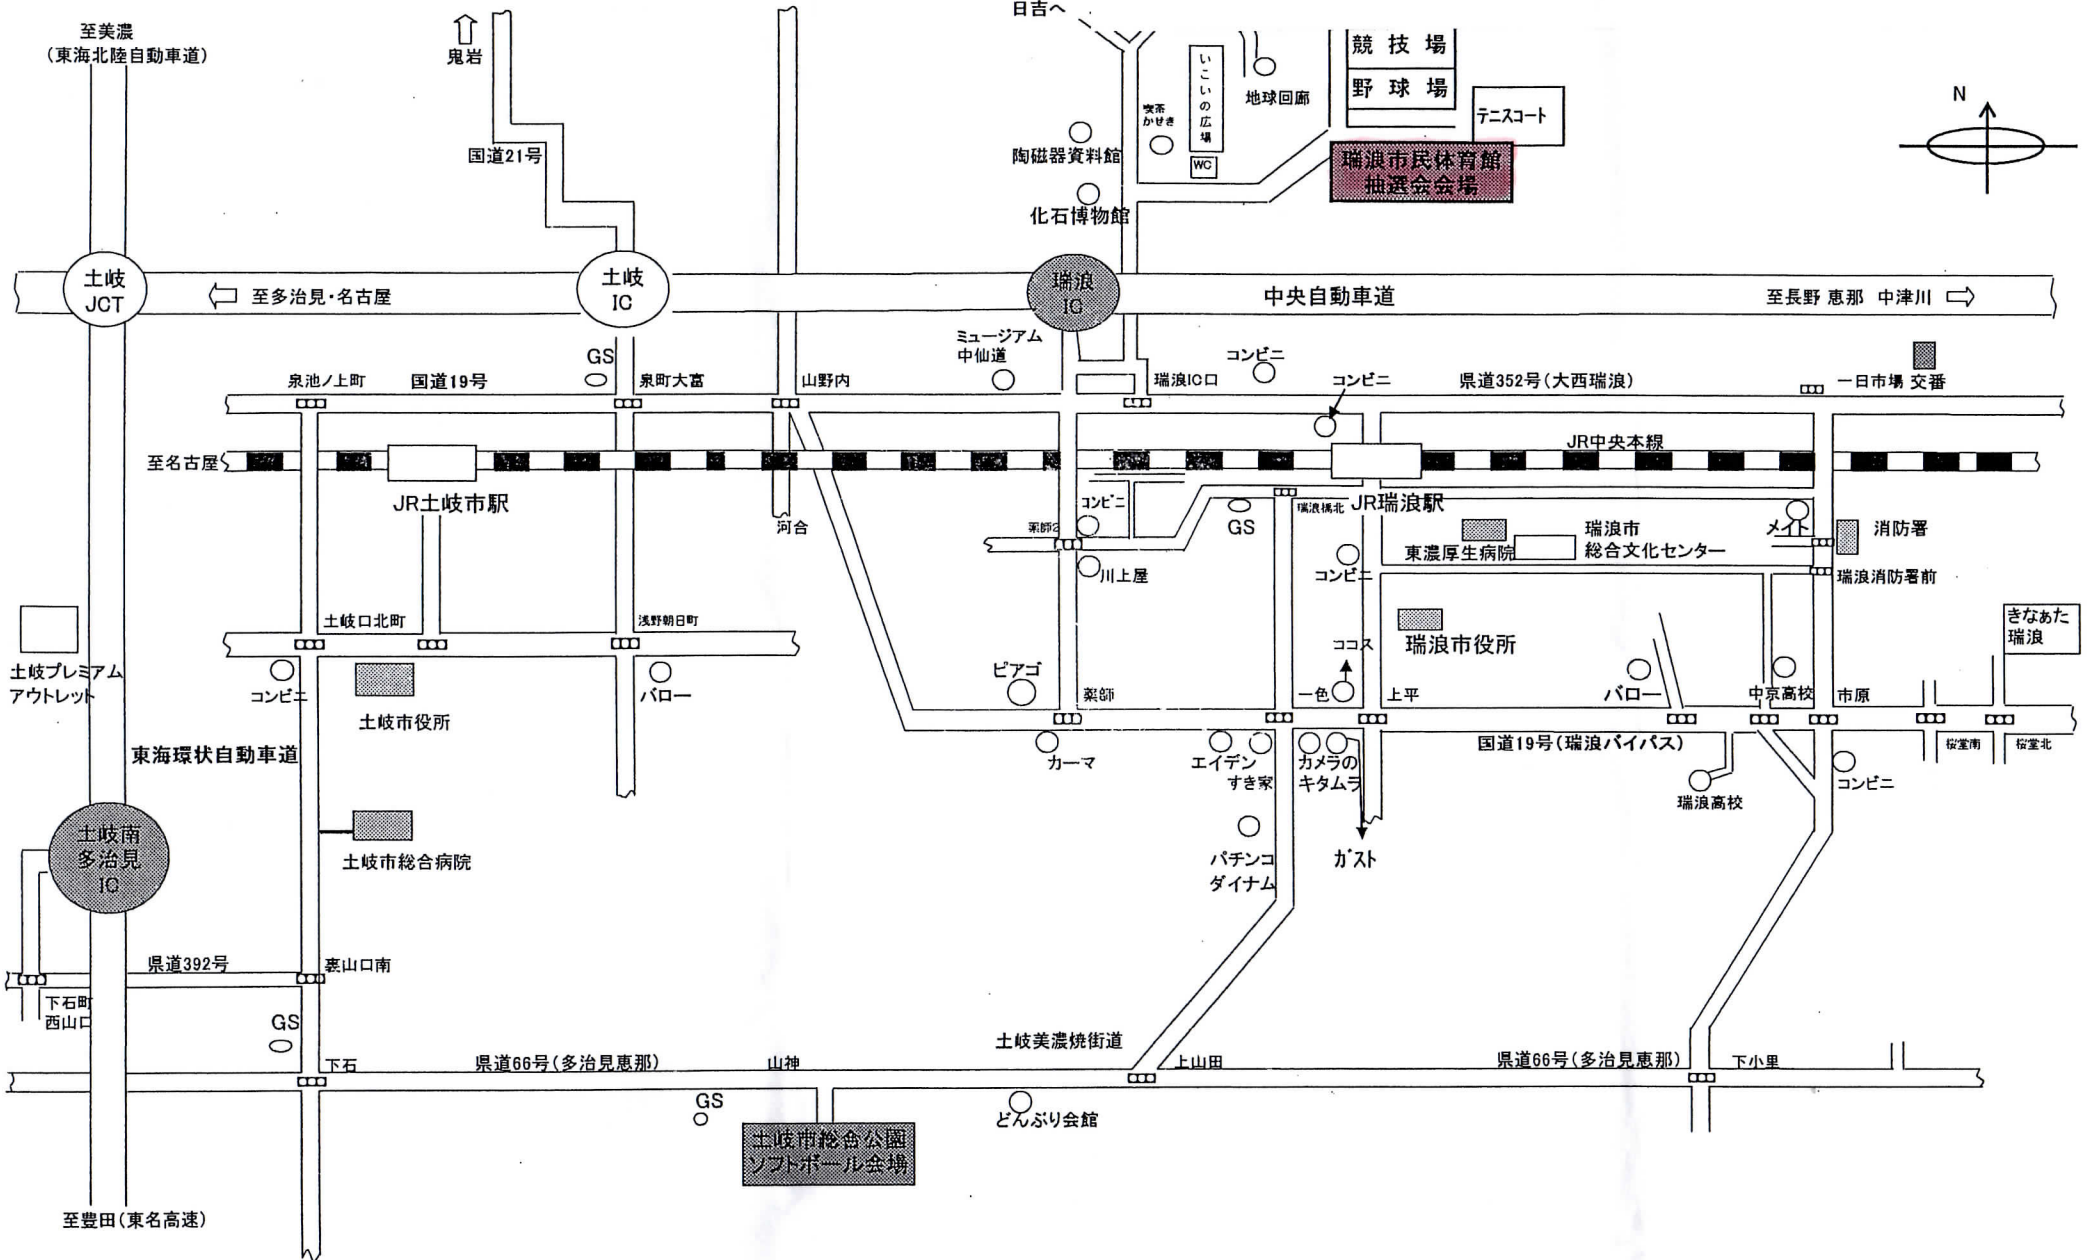 日吉へ
至美濃
(東海北陸自動車道)
鬼岩
競 技 場
野 球 場
いこいの広場
地球回廊
テニスコート
N
喫茶
かせき
国道21号
陶磁器資料館
WC
瑞浪市民体育館
抽選会会場
化石博物館
土岐
JCT
至多治見・名古屋
土岐
IC
瑞浪
IC
中央自動車道
至長野 恵那 中津川
ミュージアム
中仙道
GS
コンビニ
泉池ノ上町
国道19号
泉町大富
山野内
瑞浪IC口
コンビニ
県道352号(大西瑞浪)
一日市場 交番
JR中央本線
至名古屋
JR土岐市駅
河合
コンビニ
薬師2
GS
瑞浪橋北
JR瑞浪駅
メイト
消防署
東濃厚生病院
瑞浪市
総合文化センター
川上屋
コンビニ
瑞浪消防署前
土岐口北町
浅野朝日町
きなぁた
瑞浪
ココス
瑞浪市役所
土岐プレミアム
アウトレット
コンビニ
土岐市役所
バロー
ピアゴ
薬師
一色
上平
バロー
中京高校
市原
東海環状自動車道
カーマ
エイデン
すき家
カメラの
キタムラ
国道19号(瑞浪バイパス)
桜堂南
桜堂北
コンビニ
瑞浪高校
土岐南
多治見
IC
土岐市総合病院
パチンコ
ダイナム
ガスト
県道392号
裏山口南
下石町
西山口
GS
土岐美濃焼街道
下石
県道66号(多治見恵那)
山神
上山田
県道66号(多治見恵那)
下小里
GS
どんぶり会館
土岐市総合公園
ソフトボール会場
至豊田(東名高速)